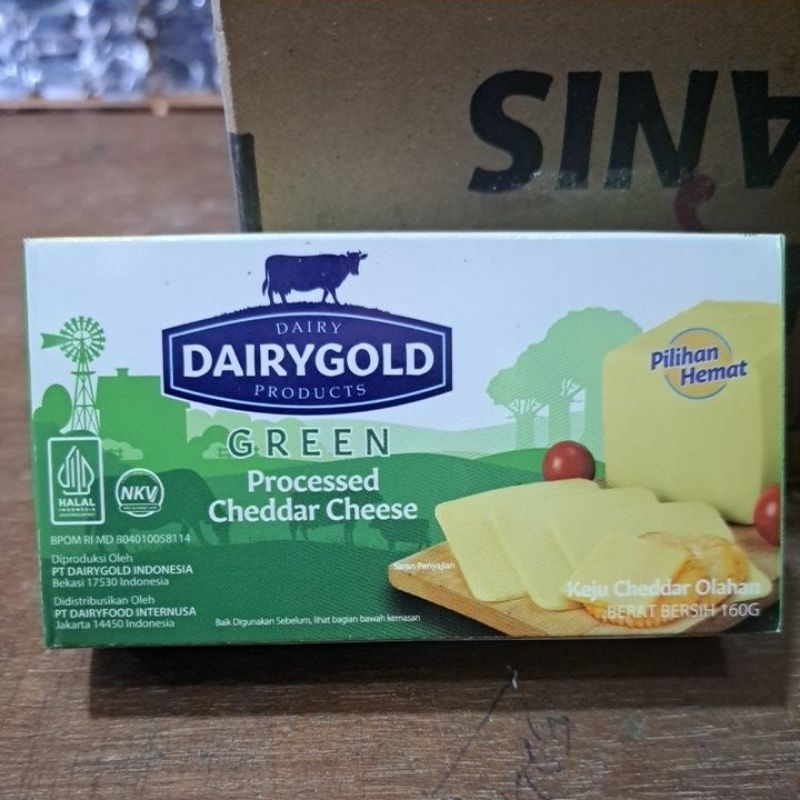 SINA
DAIRY
DAIRYGOLD
PRODUCTS
GREEN
Processed
Cheddar Cheese
Pilihan
Hemat
HALAL
INDONESIA
NKV
BPOM RI MD 804010058114
Diproduksi Oleh
PT DAIRYGOLD INDONESIA
Bekasi 17530 Indonesia
Didistribusikan Oleh
PT DAIRYFOOD INTERNUSA
Jakarta 14450 Indonesia
Baik Digunakan Sebelum, lihat bagian bawah kemasan
Saran Penyajian
Keju Cheddar Olahan
BERAT BERSIH 160G